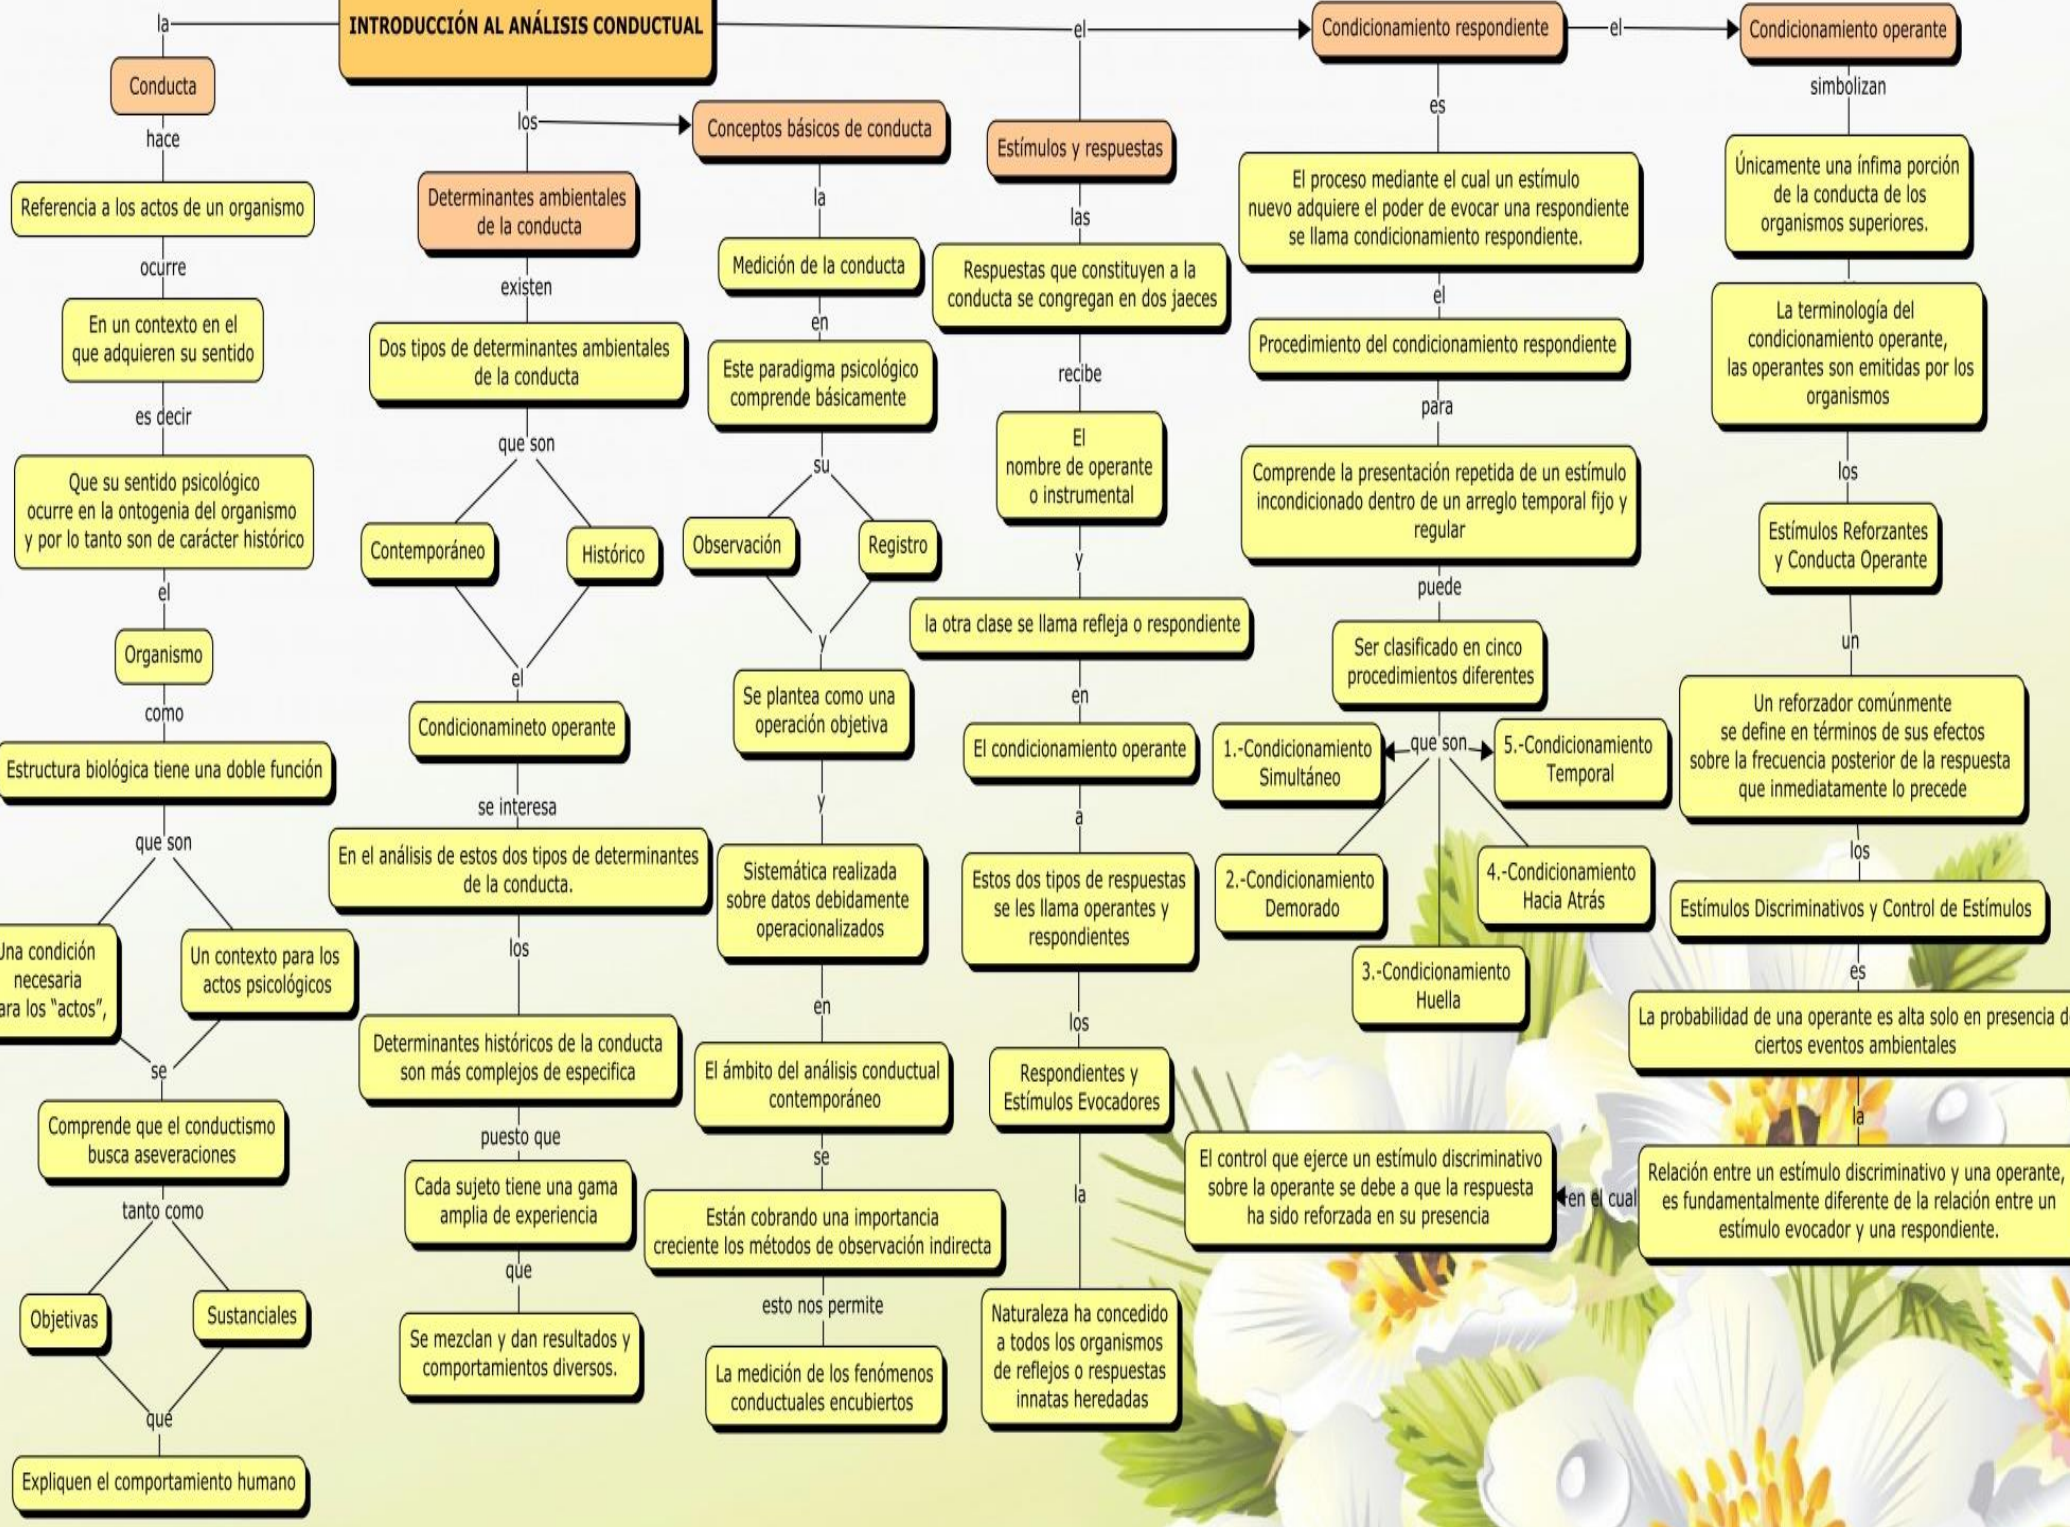 INTRODUCCIÓN AL ANÁLISIS CONDUCTUAL
la
Conducta
hace
Referencia a los actos de un organismo
ocurre
En un contexto en el
que adquieren su sentido
es decir
Que su sentido psicológico
ocurre en la ontogenia del organismo
y por lo tanto son de carácter histórico
el
Organismo
como
Estructura biológica tiene una doble función
que son
condición
necesaria
los “actos”,
Un contexto para los
actos psicológicos
se
Comprende que el conductismo
busca aseveraciones
tanto como
Objetivas
Sustanciales
que
Expliquen el comportamiento humano
los
Determinantes ambientales
de la conducta
existen
Dos tipos de determinantes ambientales
de la conducta
que son
Contemporáneo
Histórico
el
Condicionamineto operante
se interesa
En el análisis de estos dos tipos de determinantes
de la conducta.
los
Determinantes históricos de la conducta
son más complejos de especifica
puesto que
Cada sujeto tiene una gama
amplia de experiencia
que
Se mezclan y dan resultados y
comportamientos diversos.
Conceptos básicos de conducta
la
Medición de la conducta
en
Este paradigma psicológico
comprende básicamente
su
Observación
Registro
y
Se plantea como una
operación objetiva
y
Sistemática realizada
sobre datos debidamente
operacionalizados
en
El ámbito del análisis conductual
contemporáneo
se
Están cobrando una importancia
creciente los métodos de observación indirecta
esto nos permite
La medición de los fenómenos
conductuales encubiertos
el
Estímulos y respuestas
las
Respuestas que constituyen a la
conducta se congregan en dos jaeces
recibe
El
nombre de operante
o instrumental
y
la otra clase se llama refleja o respondiente
en
El condicionamiento operante
a
Estos dos tipos de respuestas
se les llama operantes y
respondientes
los
Respondientes y
Estímulos Evocadores
la
Naturaleza ha concedido
a todos los organismos
de reflejos o respuestas
innatas heredadas
Condicionamiento respondiente
es
El proceso mediante el cual un estímulo
nuevo adquiere el poder de evocar una respondiente
se llama condicionamiento respondiente.
el
Procedimiento del condicionamiento respondiente
para
Comprende la presentación repetida de un estímulo
incondicionado dentro de un arreglo temporal fijo y
regular
puede
Ser clasificado en cinco
procedimientos diferentes
que son
1.-Condicionamiento
Simultáneo
2.-Condicionamiento
Demorado
3.-Condicionamiento
Huella
4.-Condicionamiento
Hacia Atrás
5.-Condicionamiento
Temporal
el
Condicionamiento operante
simbolizan
Únicamente una ínfima porción
de la conducta de los
organismos superiores.
La terminología del
condicionamiento operante,
las operantes son emitidas por los
organismos
los
Estímulos Reforzantes
y Conducta Operante
un
Un reforzador comúnmente
se define en términos de sus efectos
sobre la frecuencia posterior de la respuesta
que inmediatamente lo precede
los
Estímulos Discriminativos y Control de Estímulos
es
La probabilidad de una operante es alta solo en presencia
ciertos eventos ambientales
la
Relación entre un estímulo discriminativo y una operante,
es fundamentalmente diferente de la relación entre un
estímulo evocador y una respondiente.
en el cual
El control que ejerce un estímulo discriminativo
sobre la operante se debe a que la respuesta
ha sido reforzada en su presencia